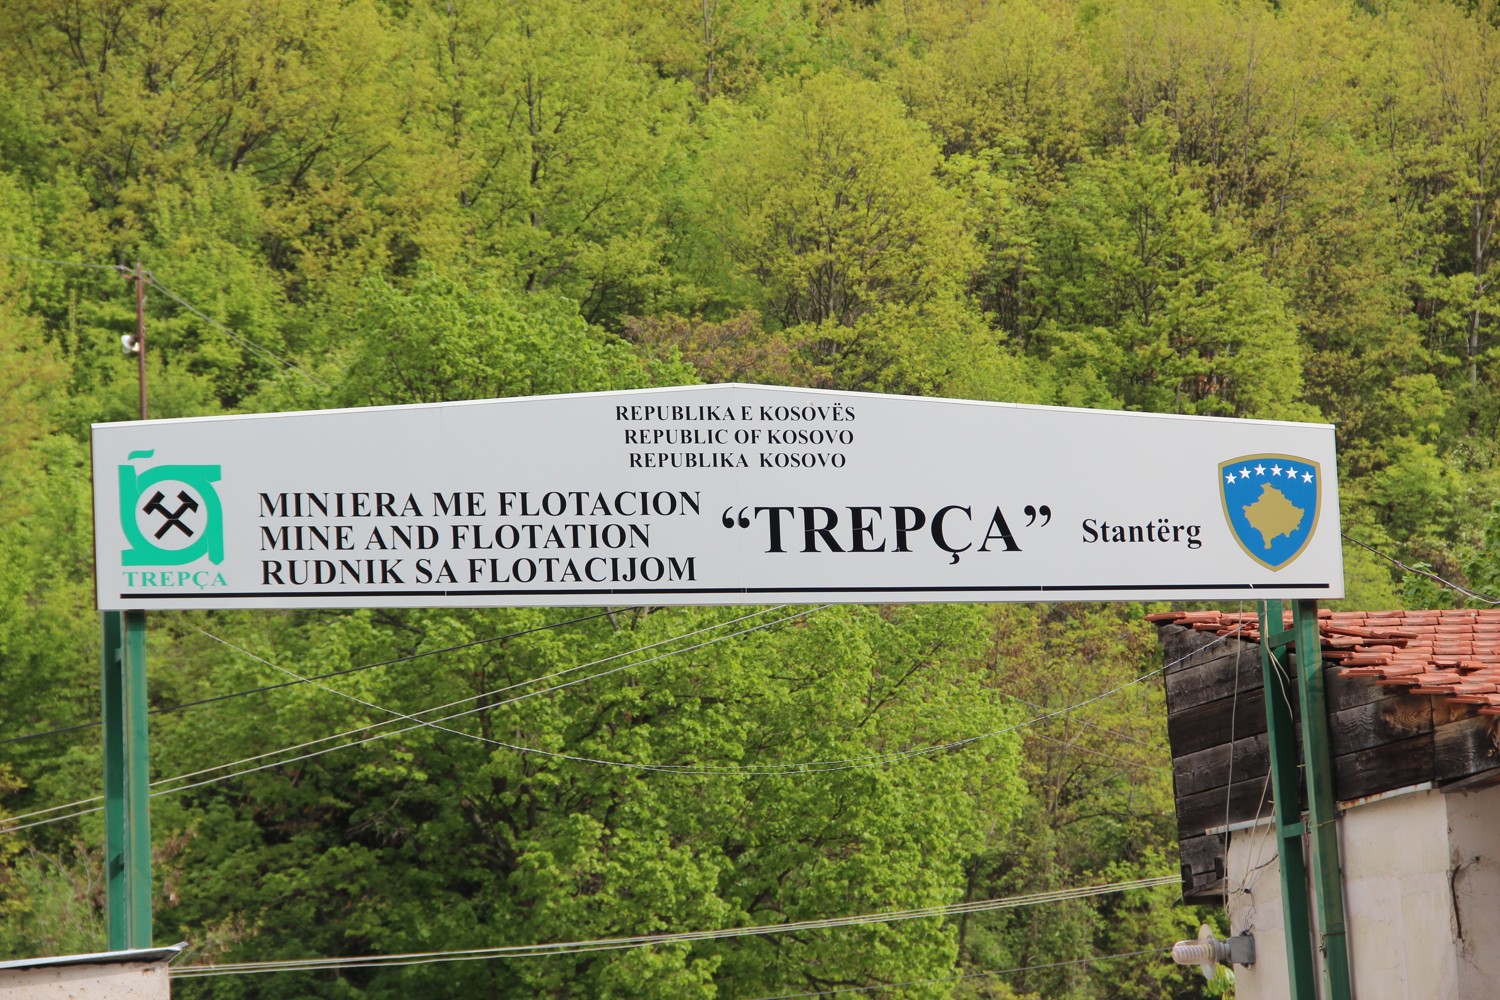 REPUBLIKA E KOSOVËS
REPUBLIC OF KOSOVO
REPUBLIKA KOSOVO
TREPÇA
MINIERA ME FLOTACION
MINE AND FLOTATION
RUDNIK SA FLOTACIJOM
“TREPÇA”
Stantërg